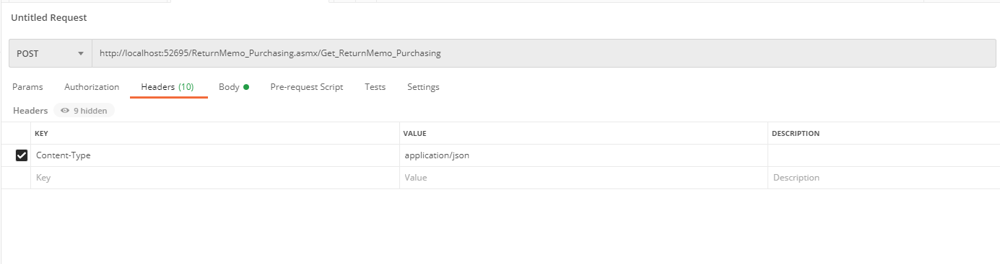 Untitled Request
POST http://localhost:52695/ReturnMemo_Purchasing.asmx/Get_ReturnMemo_Purchasing
Params Authorization Headers (10) Body Pre-request Script Tests Settings
Headers 9 hidden
KEY VALUE DESCRIPTION
Content-Type application/json
Key Value Description